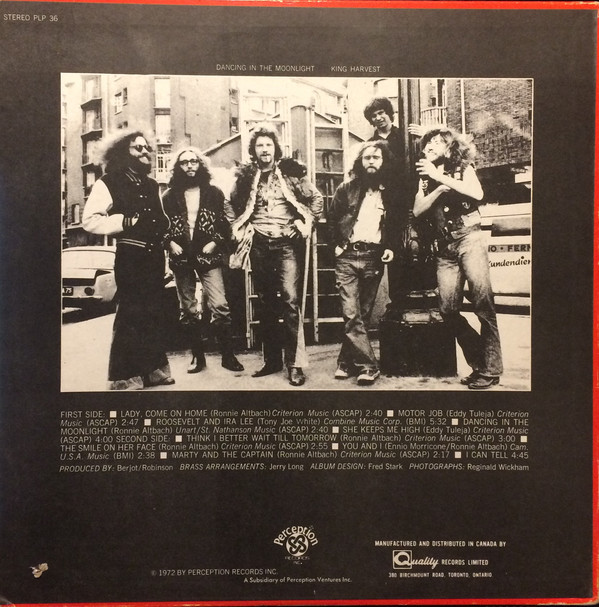 STEREO PLP 36
DANCING IN THE MOONLIGHT KING HARVEST
IO · FERN
undendien
FIRST SIDE: ■ LADY, COME ON HOME (Ronnie Altbach) Criterion Music (ASCAP) 2:40 ■ MOTOR JOB (Eddy Tuleja) Criterion
Music (ASCAP) 2:47 ■ ROOSEVELT AND IRA LEE (Tony Joe White) Combine Music Corp. (BMI) 5:32 ■ DANCING IN THE
MOONLIGHT (Ronnie Altbach) Unart/St. Nathanson Music (ASCAP) 2:40 ■ SHE KEEPS ME HIGH (Eddy Tuleja) Criterion Music
(ASCAP) 4:00 SECOND SIDE: ■ THINK I BETTER WAIT TILL TOMORROW (Ronnie Altbach) Criterion Music (ASCAP) 3:00 ■
THE SMILE ON HER FACE (Ronnie Altbach) Criterion Music (ASCAP) 2:55 ■ YOU AND I (Ennio Morricone/Ronnie Altbach) Cam.
U.S.A. Music (BMI) 2:38 ■ MARTY AND THE CAPTAIN (Ronnie Altbach) Criterion Music (ASCAP) 2:17 ■ I CAN TELL 4:45
PRODUCED BY: Berjot/Robinson BRASS ARRANGEMENTS: Jerry Long ALBUM DESIGN: Fred Stark PHOTOGRAPHS: Reginald Wickham
Perception
RECORDS
INC.
© 1972 BY PERCEPTION RECORDS INC.
A Subsidiary of Perception Ventures Inc.
MANUFACTURED AND DISTRIBUTED IN CANADA BY
Quality RECORDS LIMITED
380 BIRCHMOUNT ROAD, TORONTO, ONTARIO